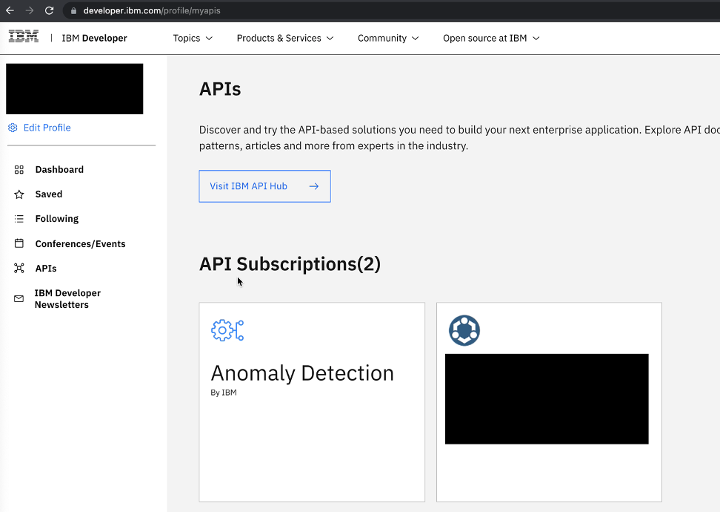 developer.ibm.com/profile/myapis
IBM
IBM Developer
Topics
Products & Services
Community
Open source at IBM
Edit Profile
Dashboard
Saved
Following
Conferences/Events
APIs
IBM Developer
Newsletters
APIs
Discover and try the API-based solutions you need to build your next enterprise application. Explore API
patterns, articles and more from experts in the industry.
Visit IBM API Hub
API Subscriptions(2)
Anomaly Detection
By IBM